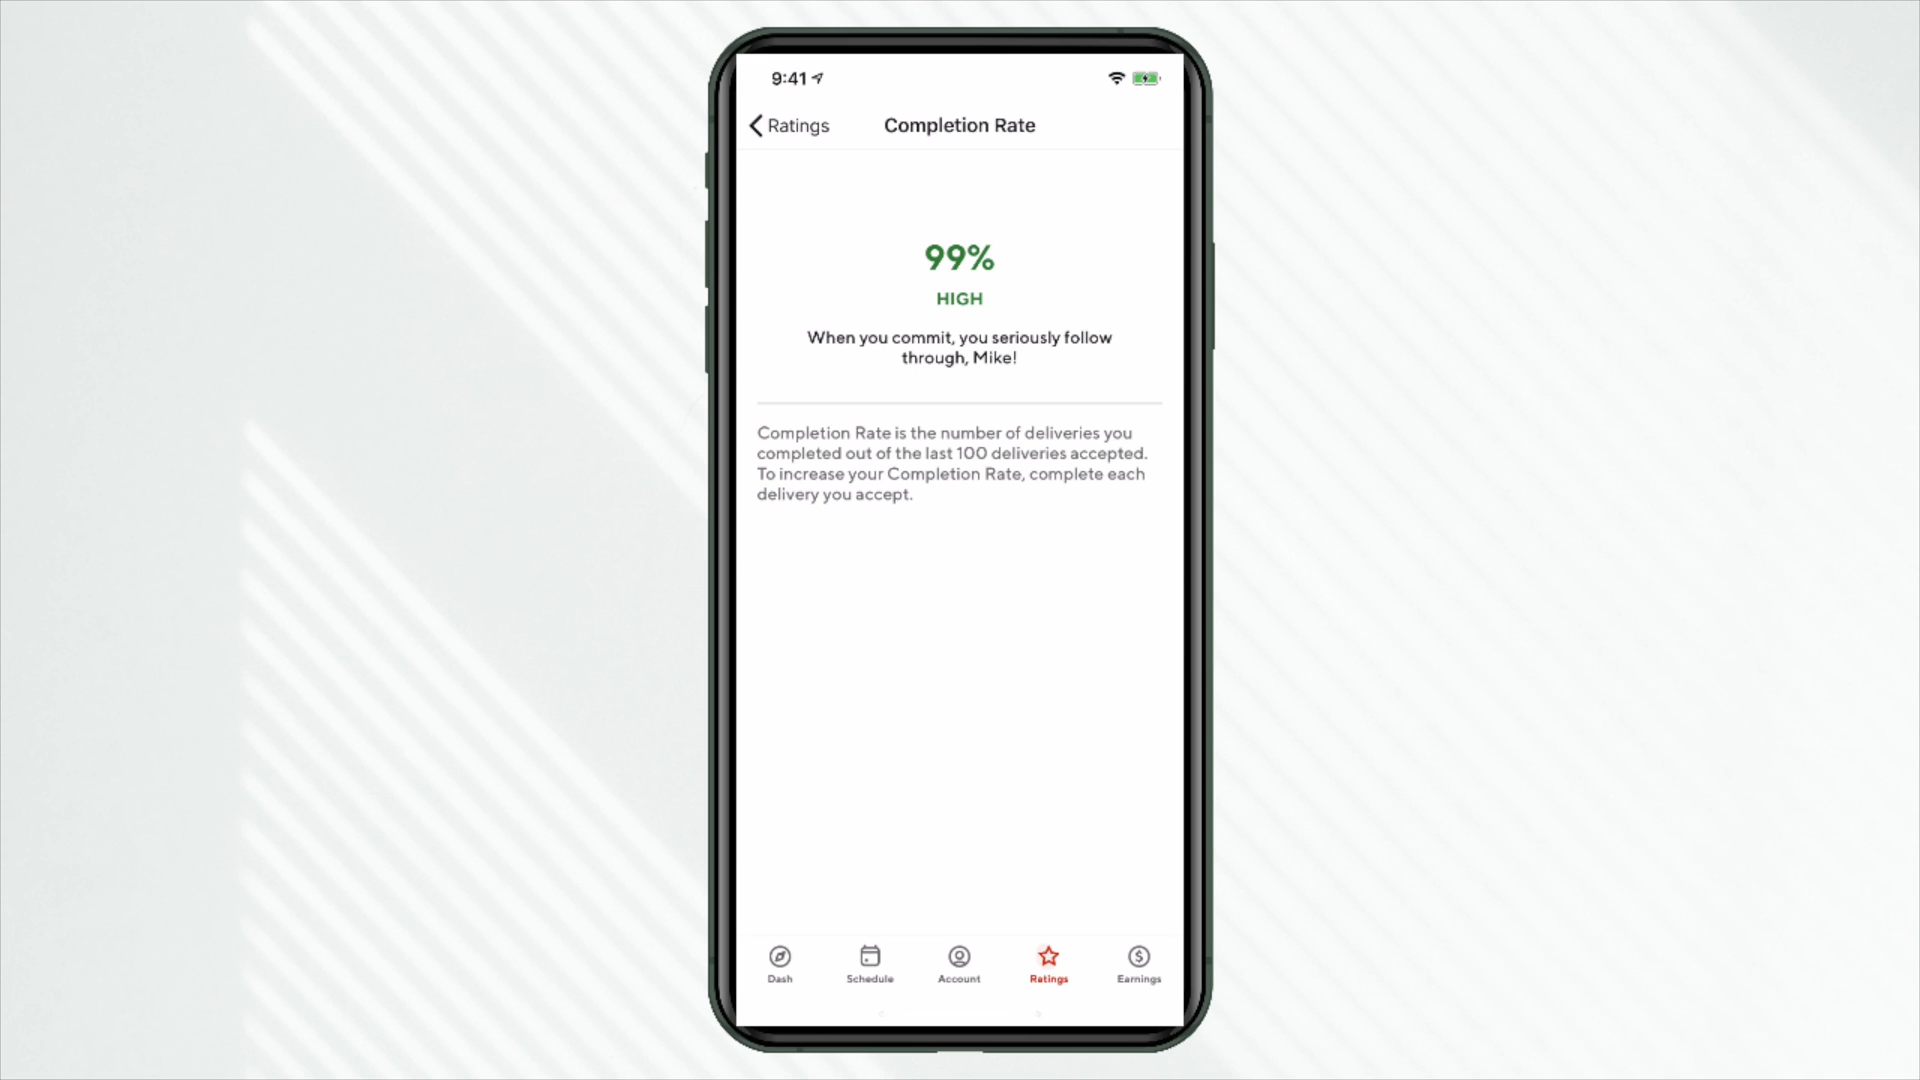 9:41
Ratings
Completion Rate
99%
HIGH
When you commit, you seriously follow
through, Mike!
Completion Rate is the number of deliveries you
completed out of the last 100 deliveries accepted.
To increase your Completion Rate, complete each
delivery you accept.
Dash
Schedule
Account
Ratings
Earnings